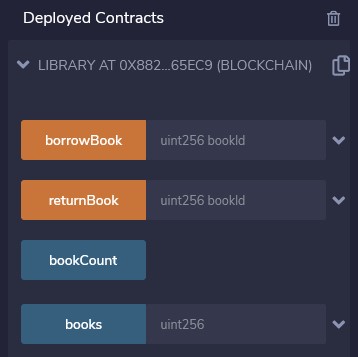 Deployed Contracts
LIBRARY AT 0X882...65EC9 (BLOCKCHAIN)
borrowBook uint256 bookId
returnBook uint256 bookId
bookCount
books uint256